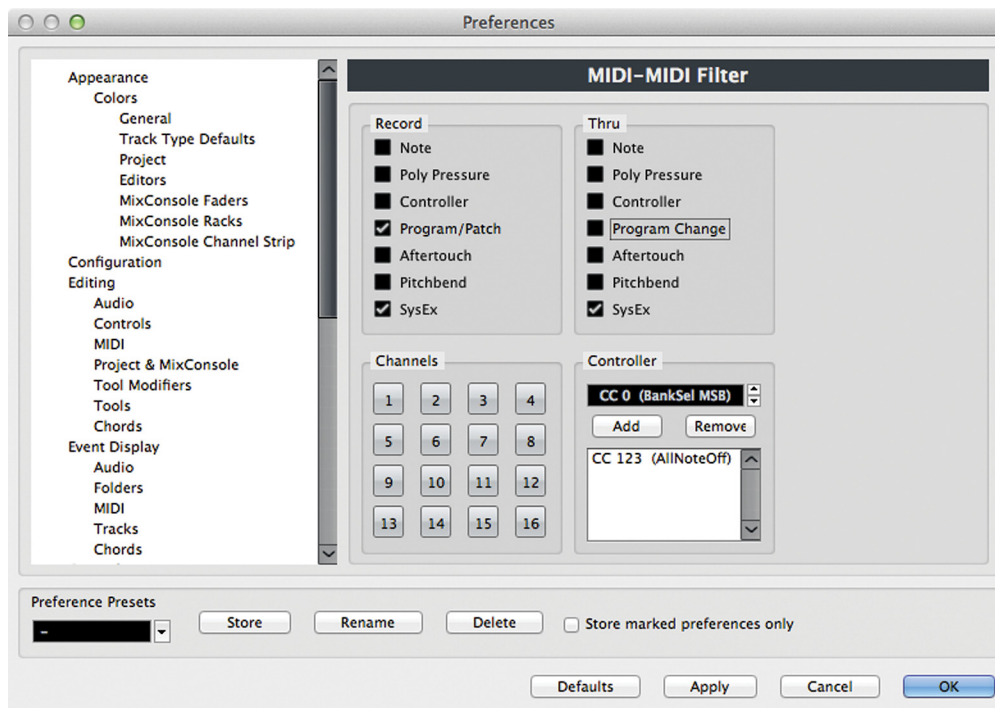 Preferences
Appearance
Colors
General
Track Type Defaults
Project
Editors
MixConsole Faders
MixConsole Racks
MixConsole Channel Strip
Configuration
Editing
Audio
Controls
MIDI
Project & MixConsole
Tool Modifiers
Tools
Chords
Event Display
Audio
Folders
MIDI
Tracks
Chords
MIDI-MIDI Filter
Record
Note
Poly Pressure
Controller
Program/Patch
Aftertouch
Pitchbend
SysEx
Thru
Note
Poly Pressure
Controller
Program Change
Aftertouch
Pitchbend
SysEx
Channels
1 2 3 4
5 6 7 8
9 10 11 12
13 14 15 16
Controller
CC 0 (BankSel MSB)
Add Remove
CC 123 (AllNoteOff)
Preference Presets
-
Store Rename Delete Store marked preferences only
Defaults Apply Cancel OK